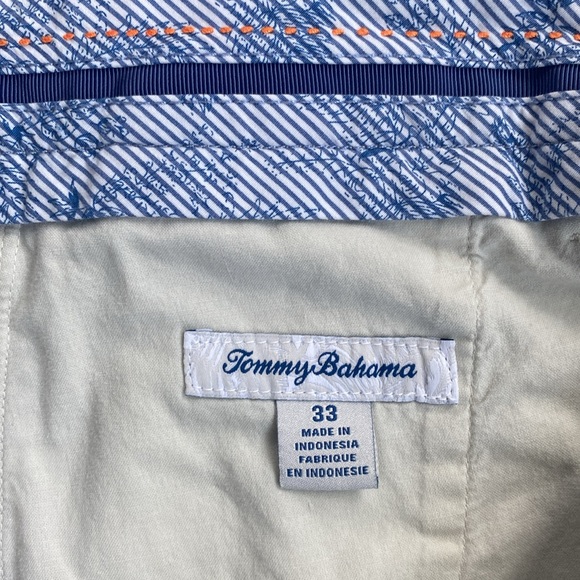 Tommy Bahama
33
MADE IN
INDONESIA
FABRIQUE
EN INDONESIE